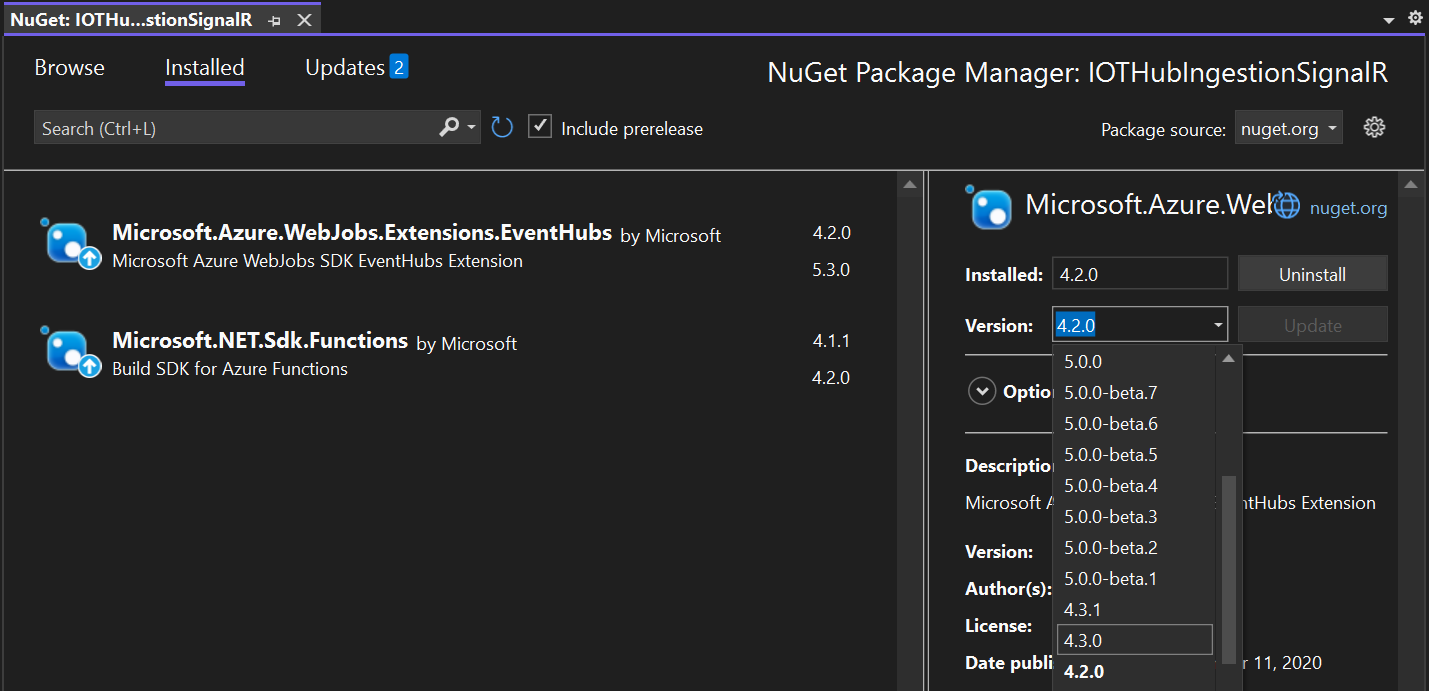 NuGet: IOTHu...stionSignalR
Browse
Installed
Updates 2
NuGet Package Manager: IOTHubIngestionSignalR
Search (Ctrl+L)
Include prerelease
Package source: nuget.org
Microsoft.Azure.WebJobs.Extensions.EventHubs by Microsoft 4.2.0
Microsoft Azure WebJobs SDK EventHubs Extension 5.3.0
Microsoft.NET.Sdk.Functions by Microsoft 4.1.1
Build SDK for Azure Functions 4.2.0
Microsoft.Azure.Wel nuget.org
Installed: 4.2.0 Uninstall
Version: 4.2.0 Update
5.0.0
Optio 5.0.0-beta.7
5.0.0-beta.6
Descriptio 5.0.0-beta.5
5.0.0-beta.4
Microsoft A ntHubs Extension
5.0.0-beta.3
Version: 5.0.0-beta.2
Author(s): 5.0.0-beta.1
4.3.1
License:
4.3.0
Date publi r 11, 2020
4.2.0